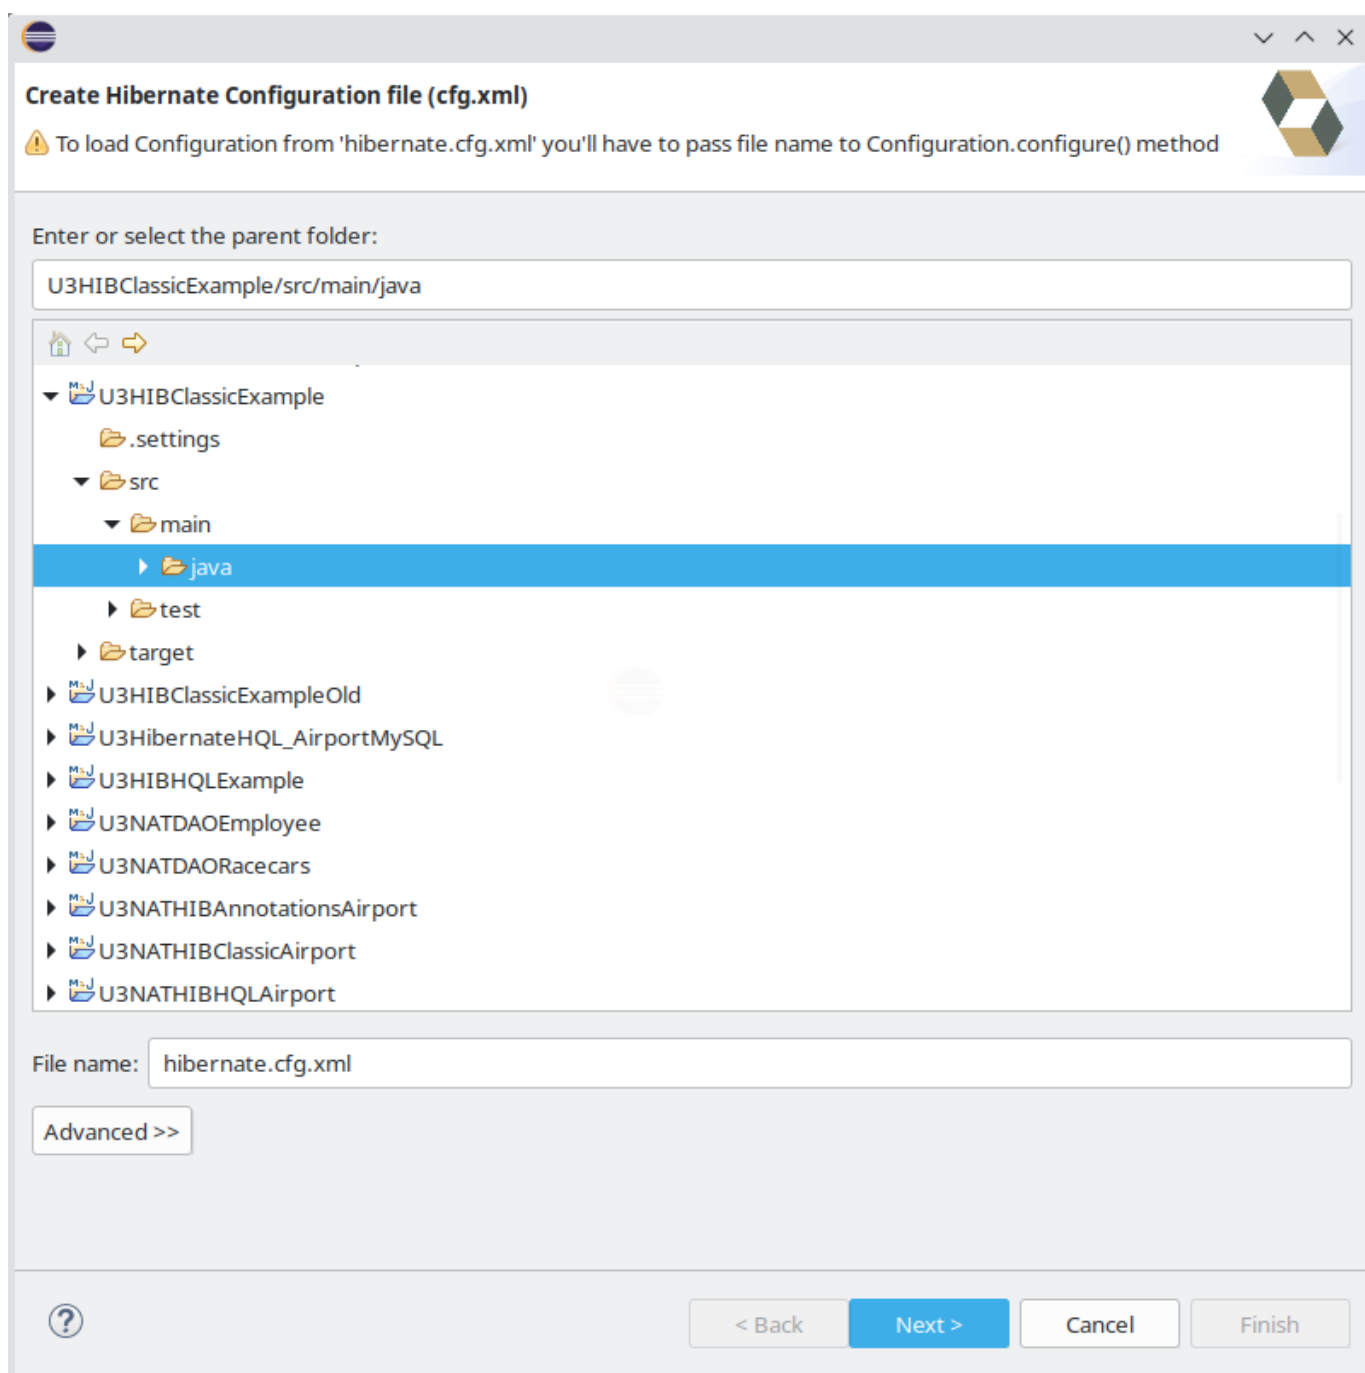 Create Hibernate Configuration file (cfg.xml)
To load Configuration from 'hibernate.cfg.xml' you'll have to pass file name to Configuration.configure() method
Enter or select the parent folder:
U3HIBClassicExample/src/main/java
U3HIBClassicExample
.settings
src
main
java
test
target
U3HIBClassicExampleOld
U3HibernateHQL_AirportMySQL
U3HIBHQLExample
U3NATDAOEmployee
U3NATDAORacecars
U3NATHIBAnnotationsAirport
U3NATHIBClassicAirport
U3NATHIBHQLAirport
File name: hibernate.cfg.xml
Advanced >>
< Back Next > Cancel Finish